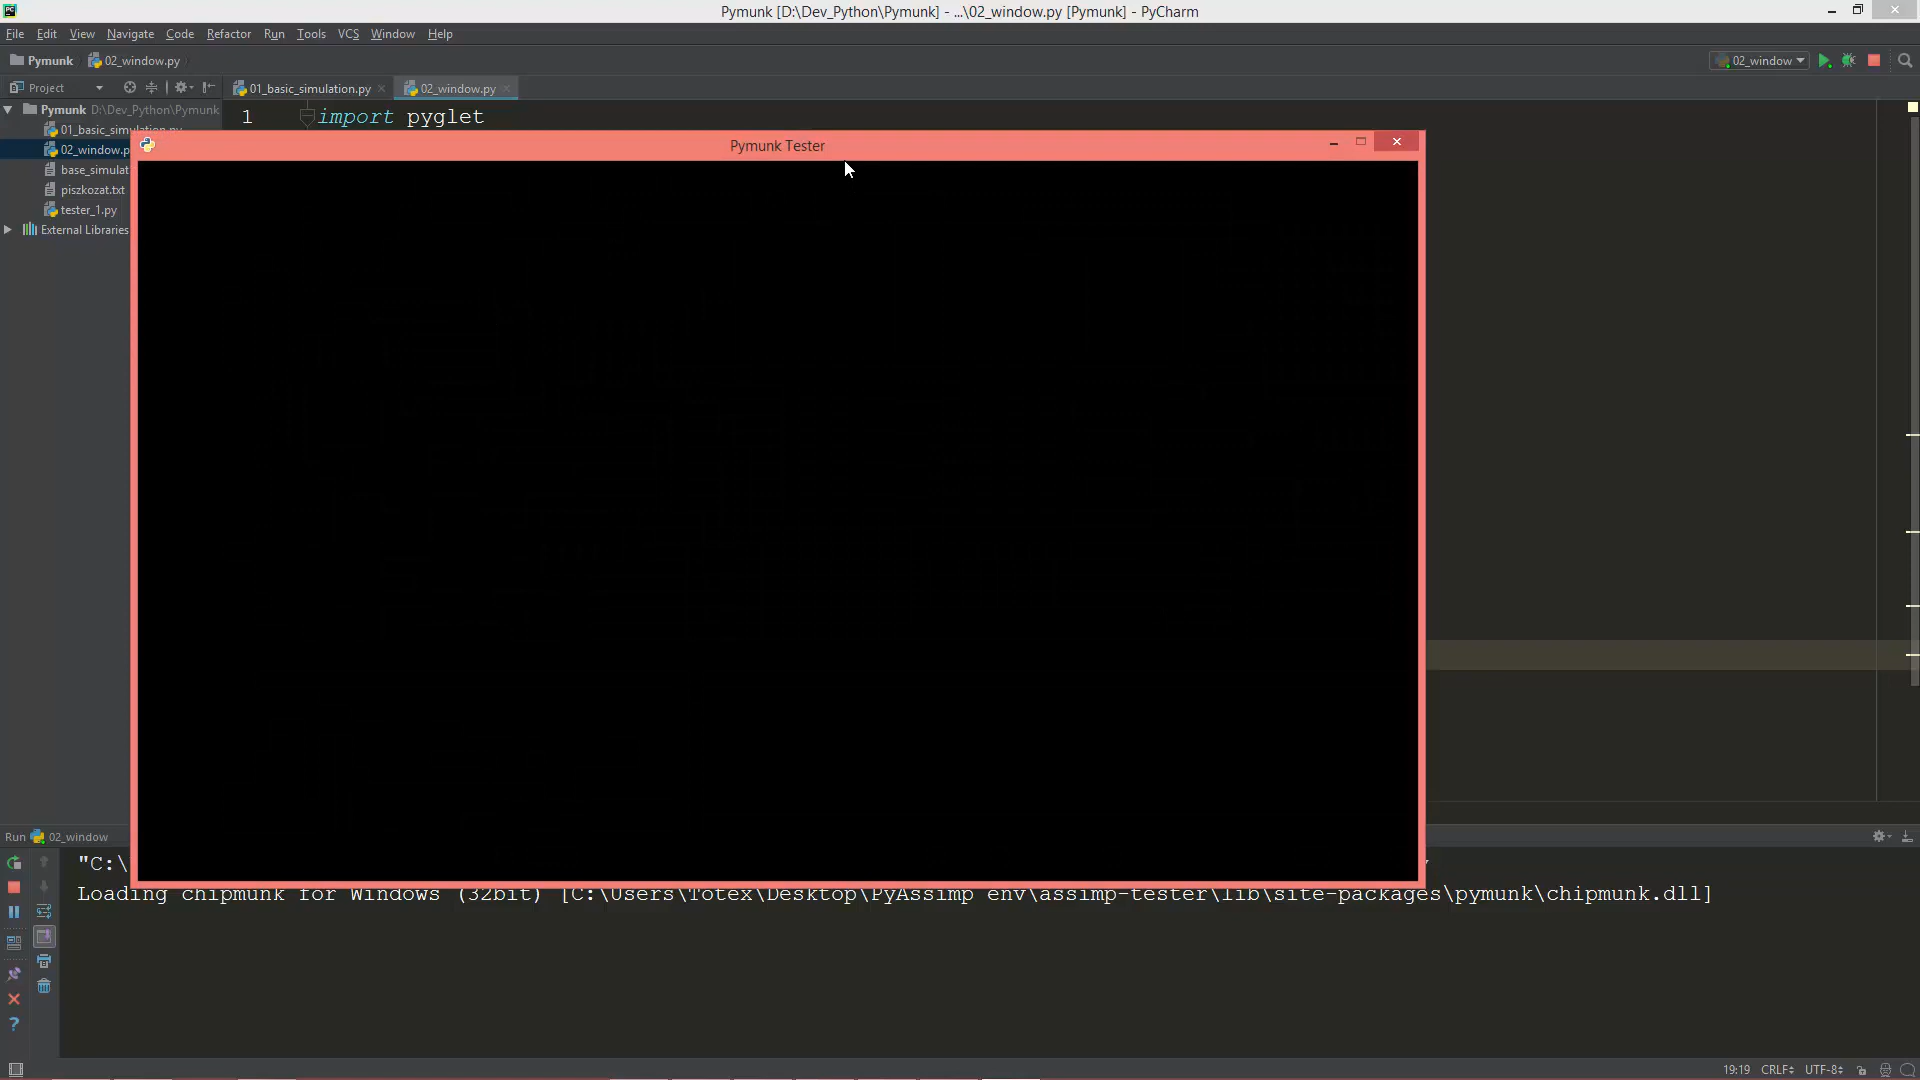 Pymunk [D:\Dev_Python\Pymunk] - ...\02_window.py [Pymunk] - PyCharm
File Edit View Navigate Code Refactor Run Tools VCS Window Help
Pymunk 02_window.py
02_window
Project
01_basic_simulation.py 02_window.py
Pymunk D:\Dev_Python\Pymunk
1 import pyglet
01_basic_simulation.py
Pymunk Tester
02_window.p
base_simulat
piszkozat.txt
tester_1.py
External Libraries
Run 02_window
"C:\
Loading chipmunk for Windows (32bit) [C:\Users\Totex\Desktop\PyAssimp env\assimp-tester\lib\site-packages\pymunk\chipmunk.dll]
19:19 CRLF UTF-8